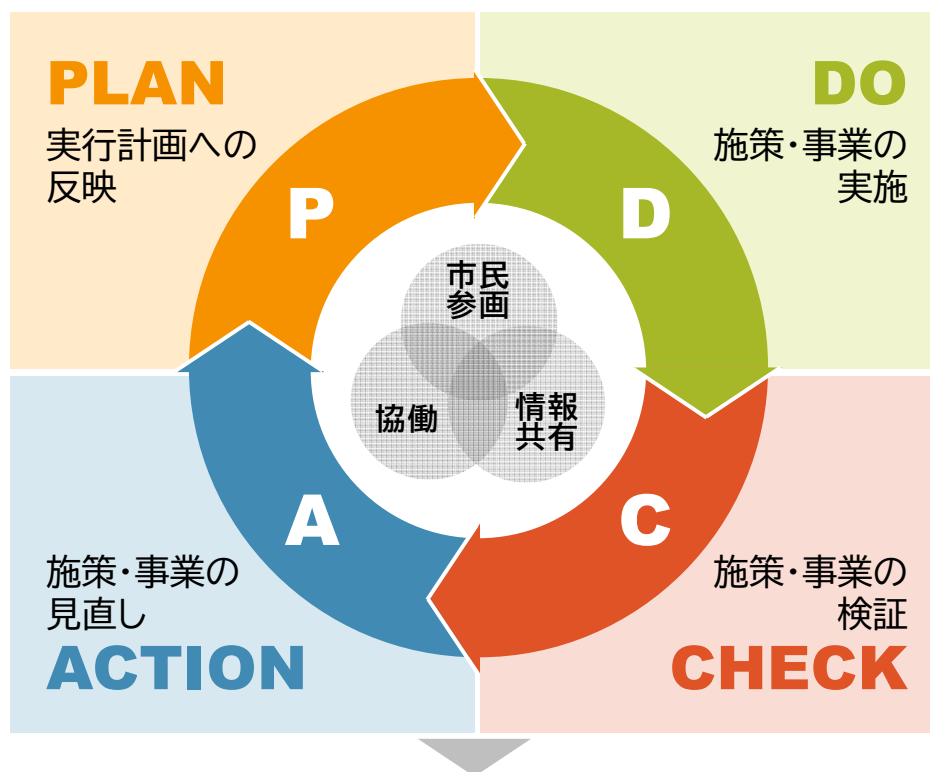 PLAN
実行計画への
反映
DO
施策・事業の
実施
P
D
市民
参画
協働
情報
共有
A
C
施策・事業の
見直し
ACTION
施策・事業の
検証
CHECK